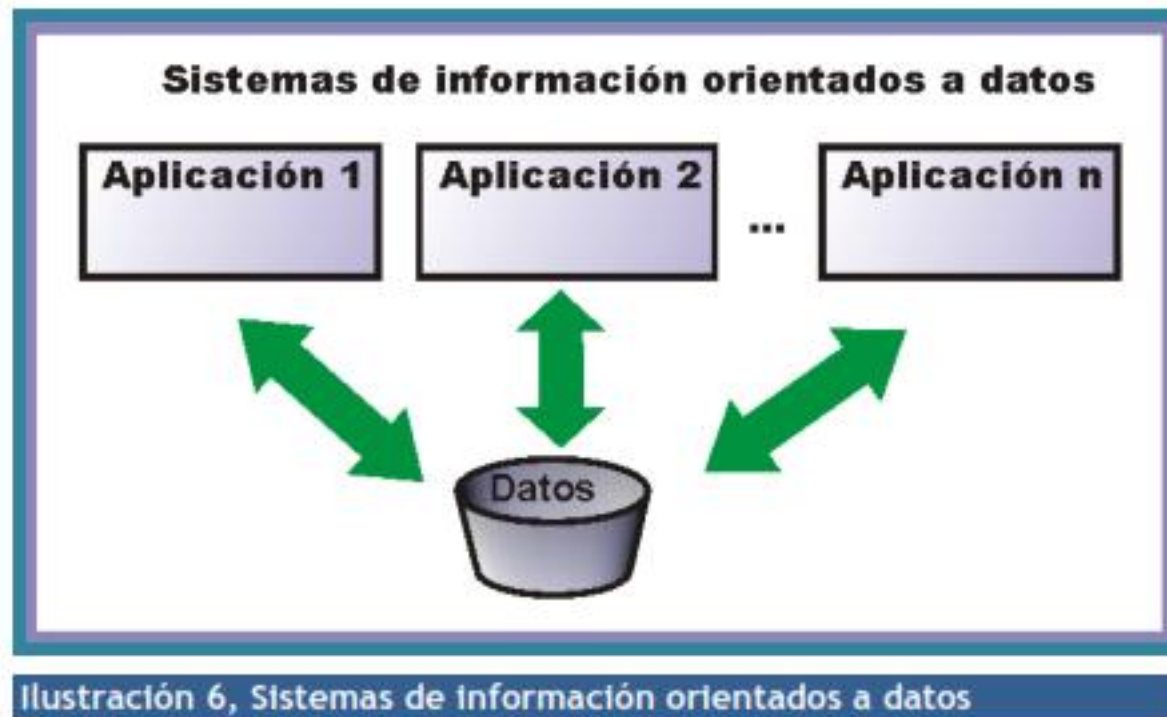 Sistemas de información orientados a datos
Aplicación 1
Aplicación 2
...
Aplicación n
Datos
Ilustración 6, Sistemas de información orientados a datos